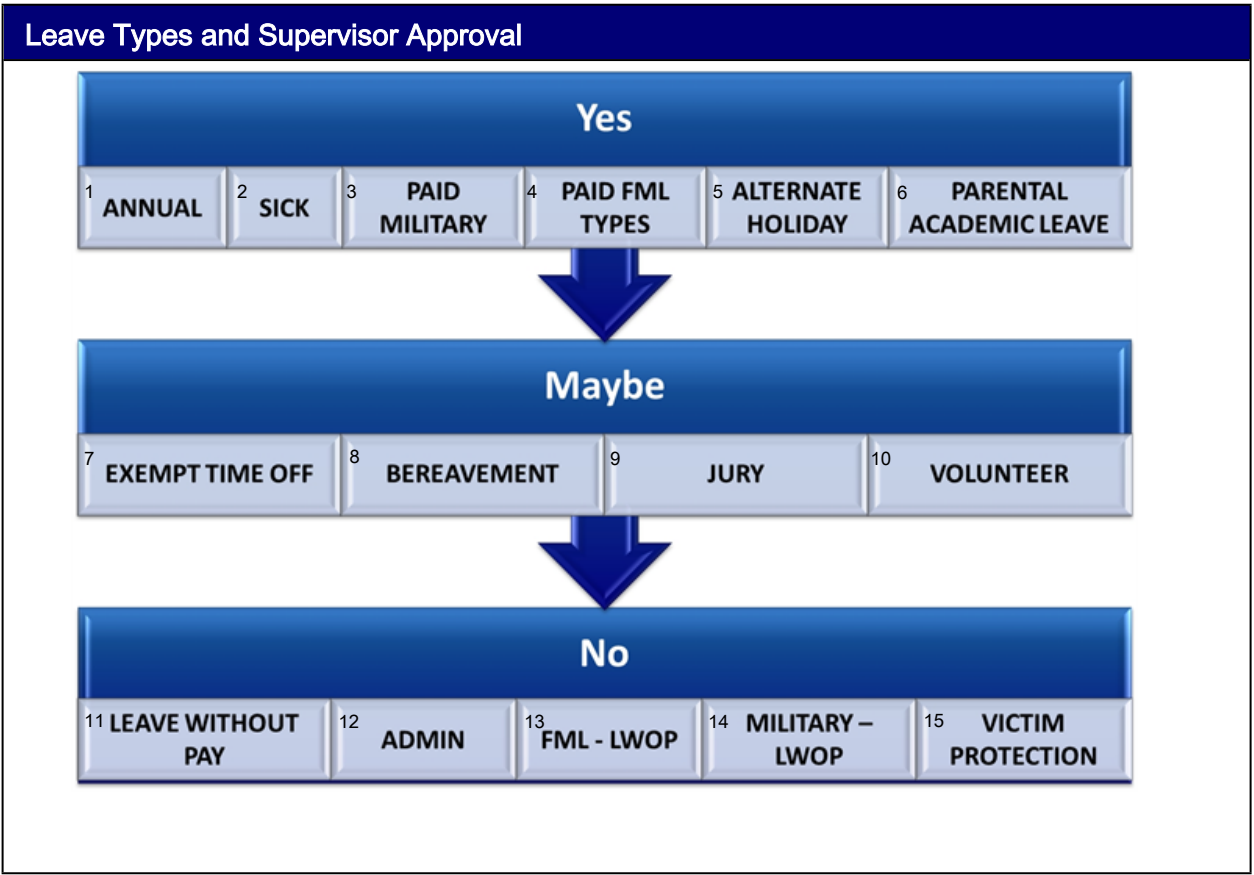 Leave Types and Supervisor Approval
Yes
1 ANNUAL
2 SICK
3 PAID
MILITARY
4 PAID FML
TYPES
5 ALTERNATE
HOLIDAY
6 PARENTAL
ACADEMIC LEAVE
Maybe
7 EXEMPT TIME OFF
8 BEREAVEMENT
9 JURY
10 VOLUNTEER
No
11 LEAVE WITHOUT
PAY
12 ADMIN
13 FML - LWOP
14 MILITARY –
LWOP
15 VICTIM
PROTECTION